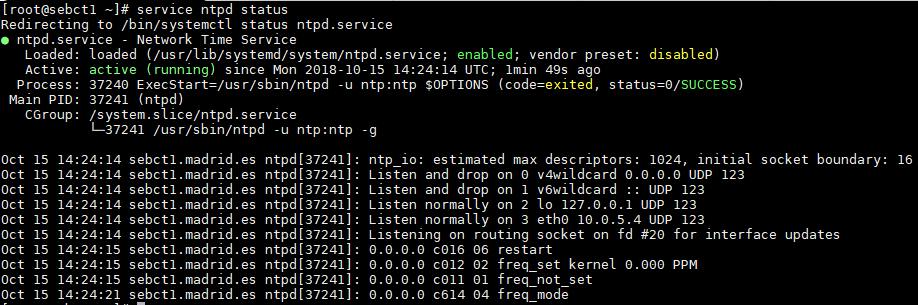 [root@sebct1 ~]# service ntpd status
Redirecting to /bin/systemctl status ntpd.service
● ntpd.service - Network Time Service
   Loaded: loaded (/usr/lib/systemd/system/ntpd.service; enabled; vendor preset: disabled)
   Active: active (running) since Mon 2018-10-15 14:24:14 UTC; 1min 49s ago
  Process: 37240 ExecStart=/usr/sbin/ntpd -u ntp:ntp $OPTIONS (code=exited, status=0/SUCCESS)
 Main PID: 37241 (ntpd)
   CGroup: /system.slice/ntpd.service
           └─37241 /usr/sbin/ntpd -u ntp:ntp -g

Oct 15 14:24:14 sebct1.madrid.es ntpd[37241]: ntp_io: estimated max descriptors: 1024, initial socket boundary: 16
Oct 15 14:24:14 sebct1.madrid.es ntpd[37241]: Listen and drop on 0 v4wildcard 0.0.0.0 UDP 123
Oct 15 14:24:14 sebct1.madrid.es ntpd[37241]: Listen and drop on 1 v6wildcard :: UDP 123
Oct 15 14:24:14 sebct1.madrid.es ntpd[37241]: Listen normally on 2 lo 127.0.0.1 UDP 123
Oct 15 14:24:14 sebct1.madrid.es ntpd[37241]: Listen normally on 3 eth0 10.0.5.4 UDP 123
Oct 15 14:24:14 sebct1.madrid.es ntpd[37241]: Listening on routing socket on fd #20 for interface updates
Oct 15 14:24:15 sebct1.madrid.es ntpd[37241]: 0.0.0.0 c016 06 restart
Oct 15 14:24:15 sebct1.madrid.es ntpd[37241]: 0.0.0.0 c012 02 freq_set kernel 0.000 PPM
Oct 15 14:24:15 sebct1.madrid.es ntpd[37241]: 0.0.0.0 c011 01 freq_not_set
Oct 15 14:24:21 sebct1.madrid.es ntpd[37241]: 0.0.0.0 c614 04 freq_mode